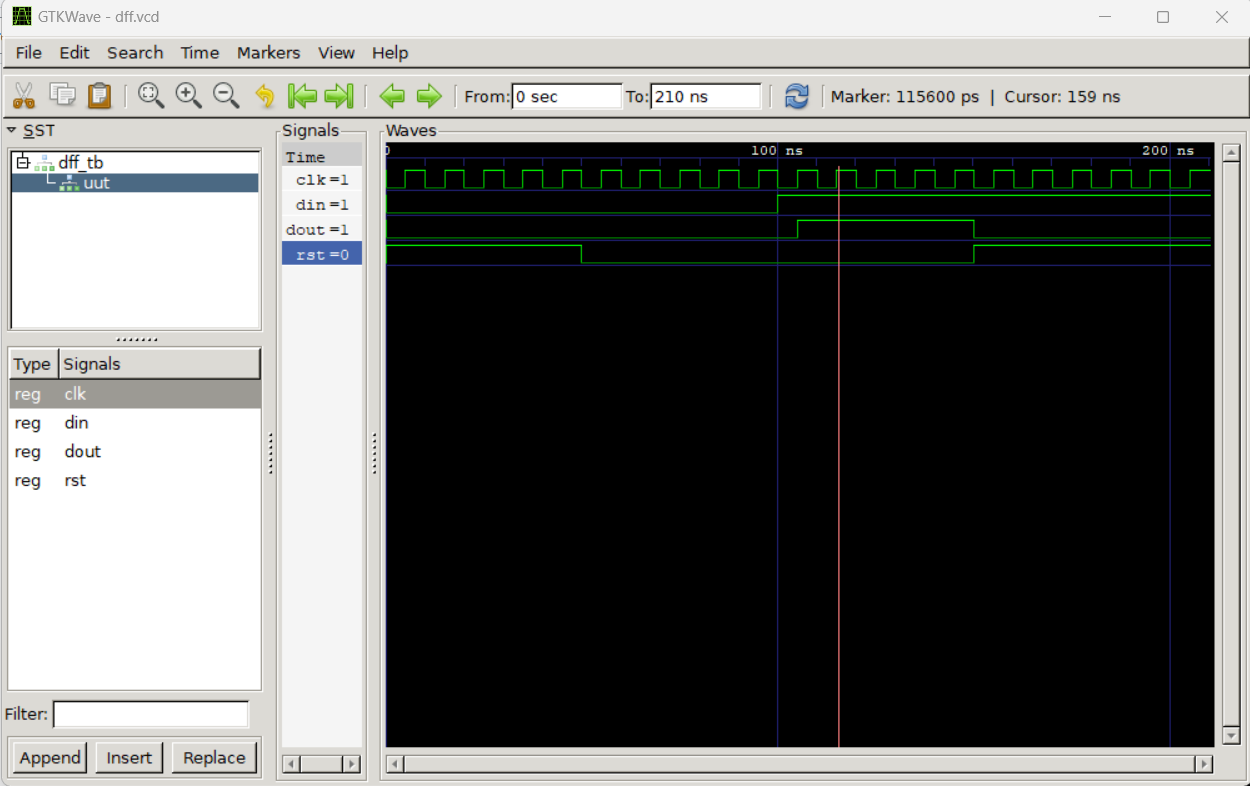 GTKWave - dff.vcd
File Edit Search Time Markers View Help
From: 0 sec To: 210 ns Marker: 115600 ps | Cursor: 159 ns
SST
dff_tb
uut
Type Signals
reg clk
reg din
reg dout
reg rst
Filter:
Append Insert Replace
Signals
Time
clk=1
din=1
dout=1
rst=0
Waves
0 100 ns 200 ns